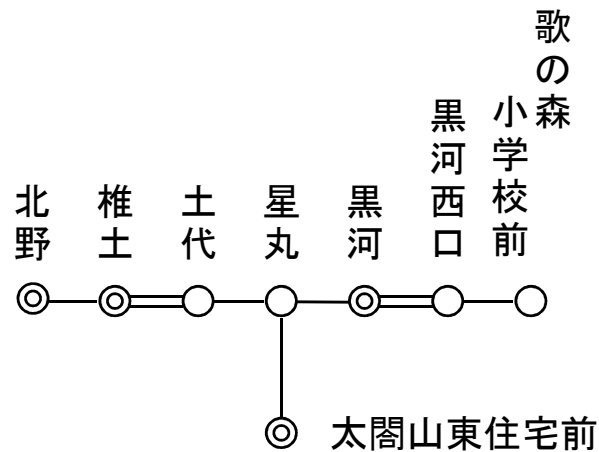 北野
椎土
土代
星丸
黒河
黒河西口
歌の森
小学校前
太閤山東住宅前